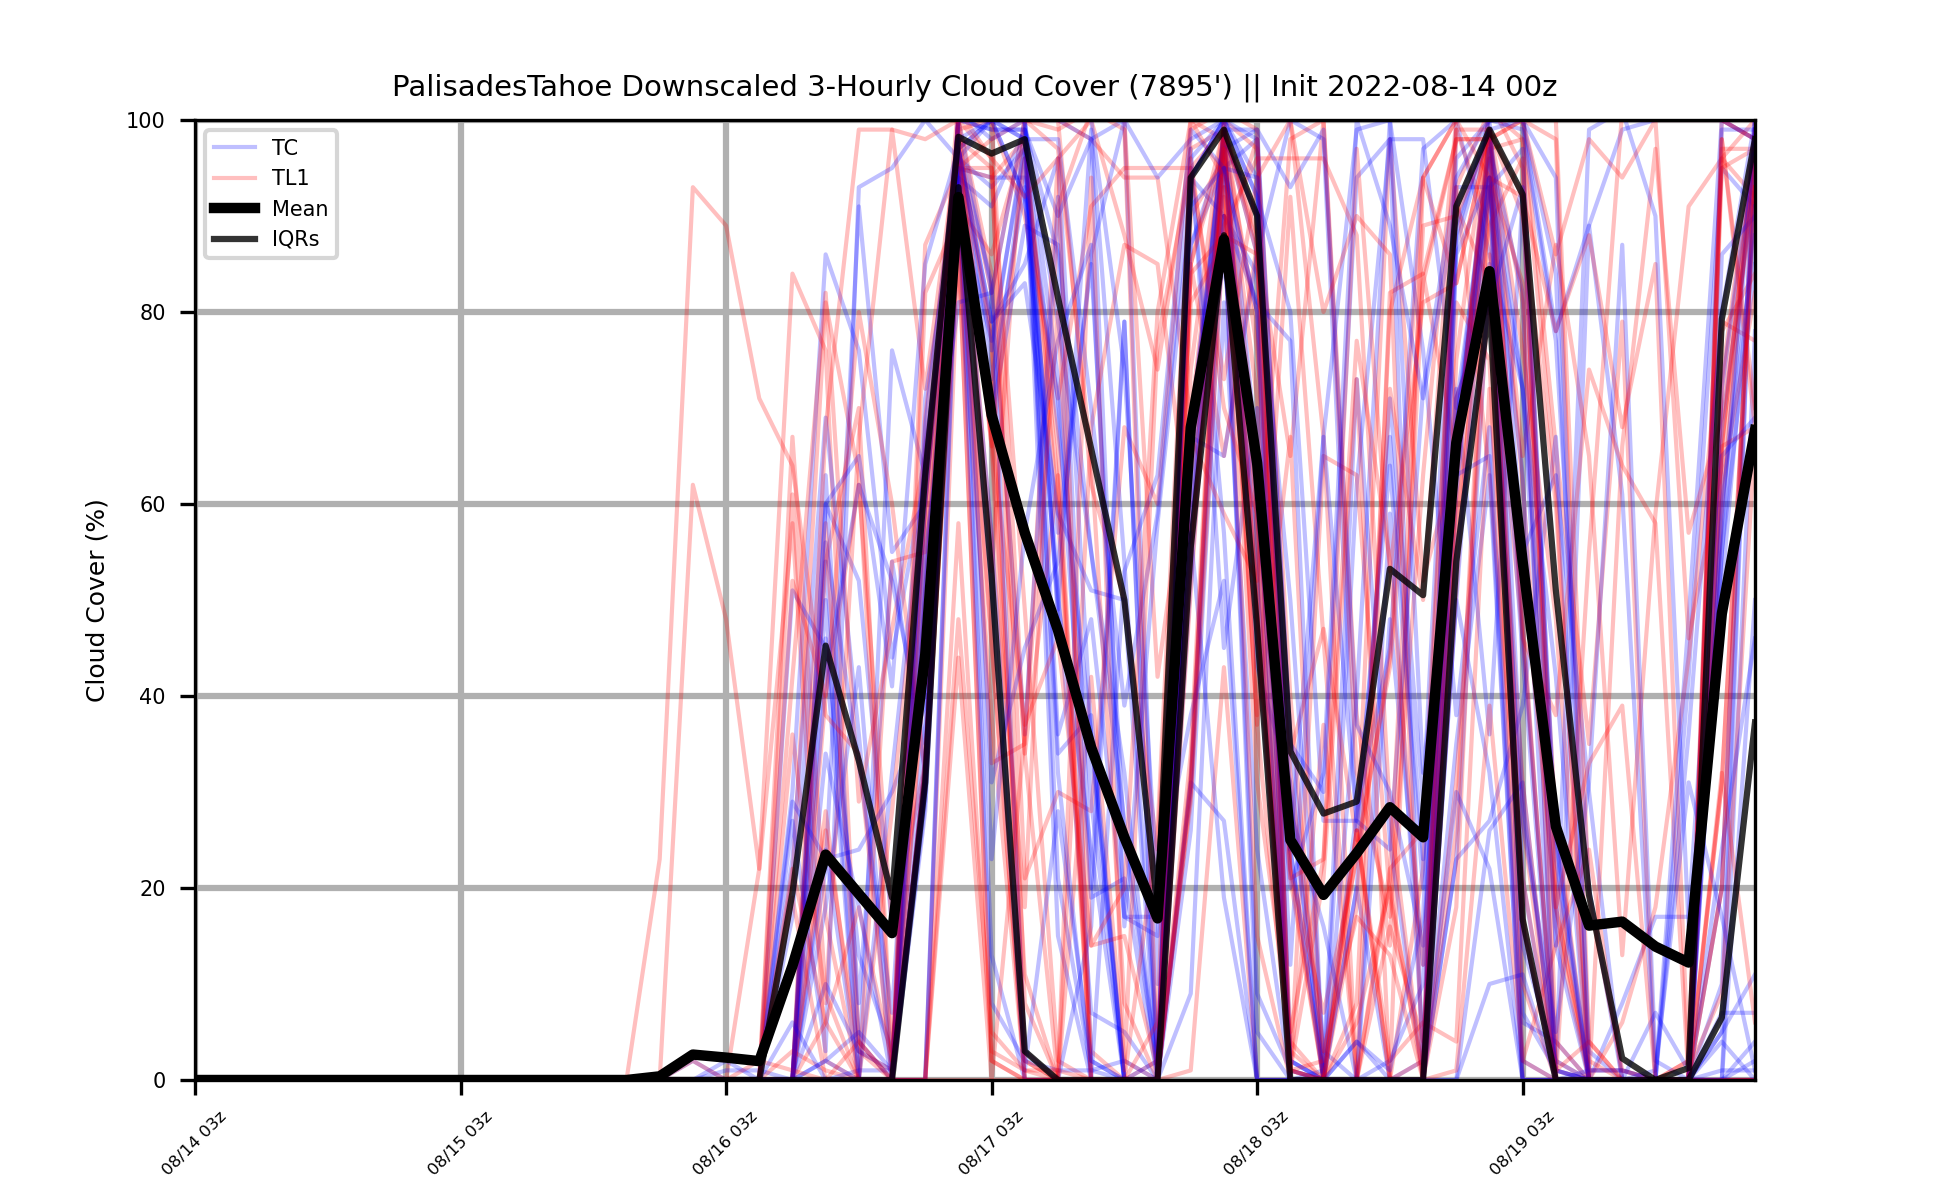 PalisadesTahoe Downscaled 3-Hourly Cloud Cover (7895') || Init 2022-08-14 00z
TC
TL1
Mean
IQRs
Cloud Cover (%)
100
80
60
40
20
0
08/14 03z
08/15 03z
08/16 03z
08/17 03z
08/18 03z
08/19 03z